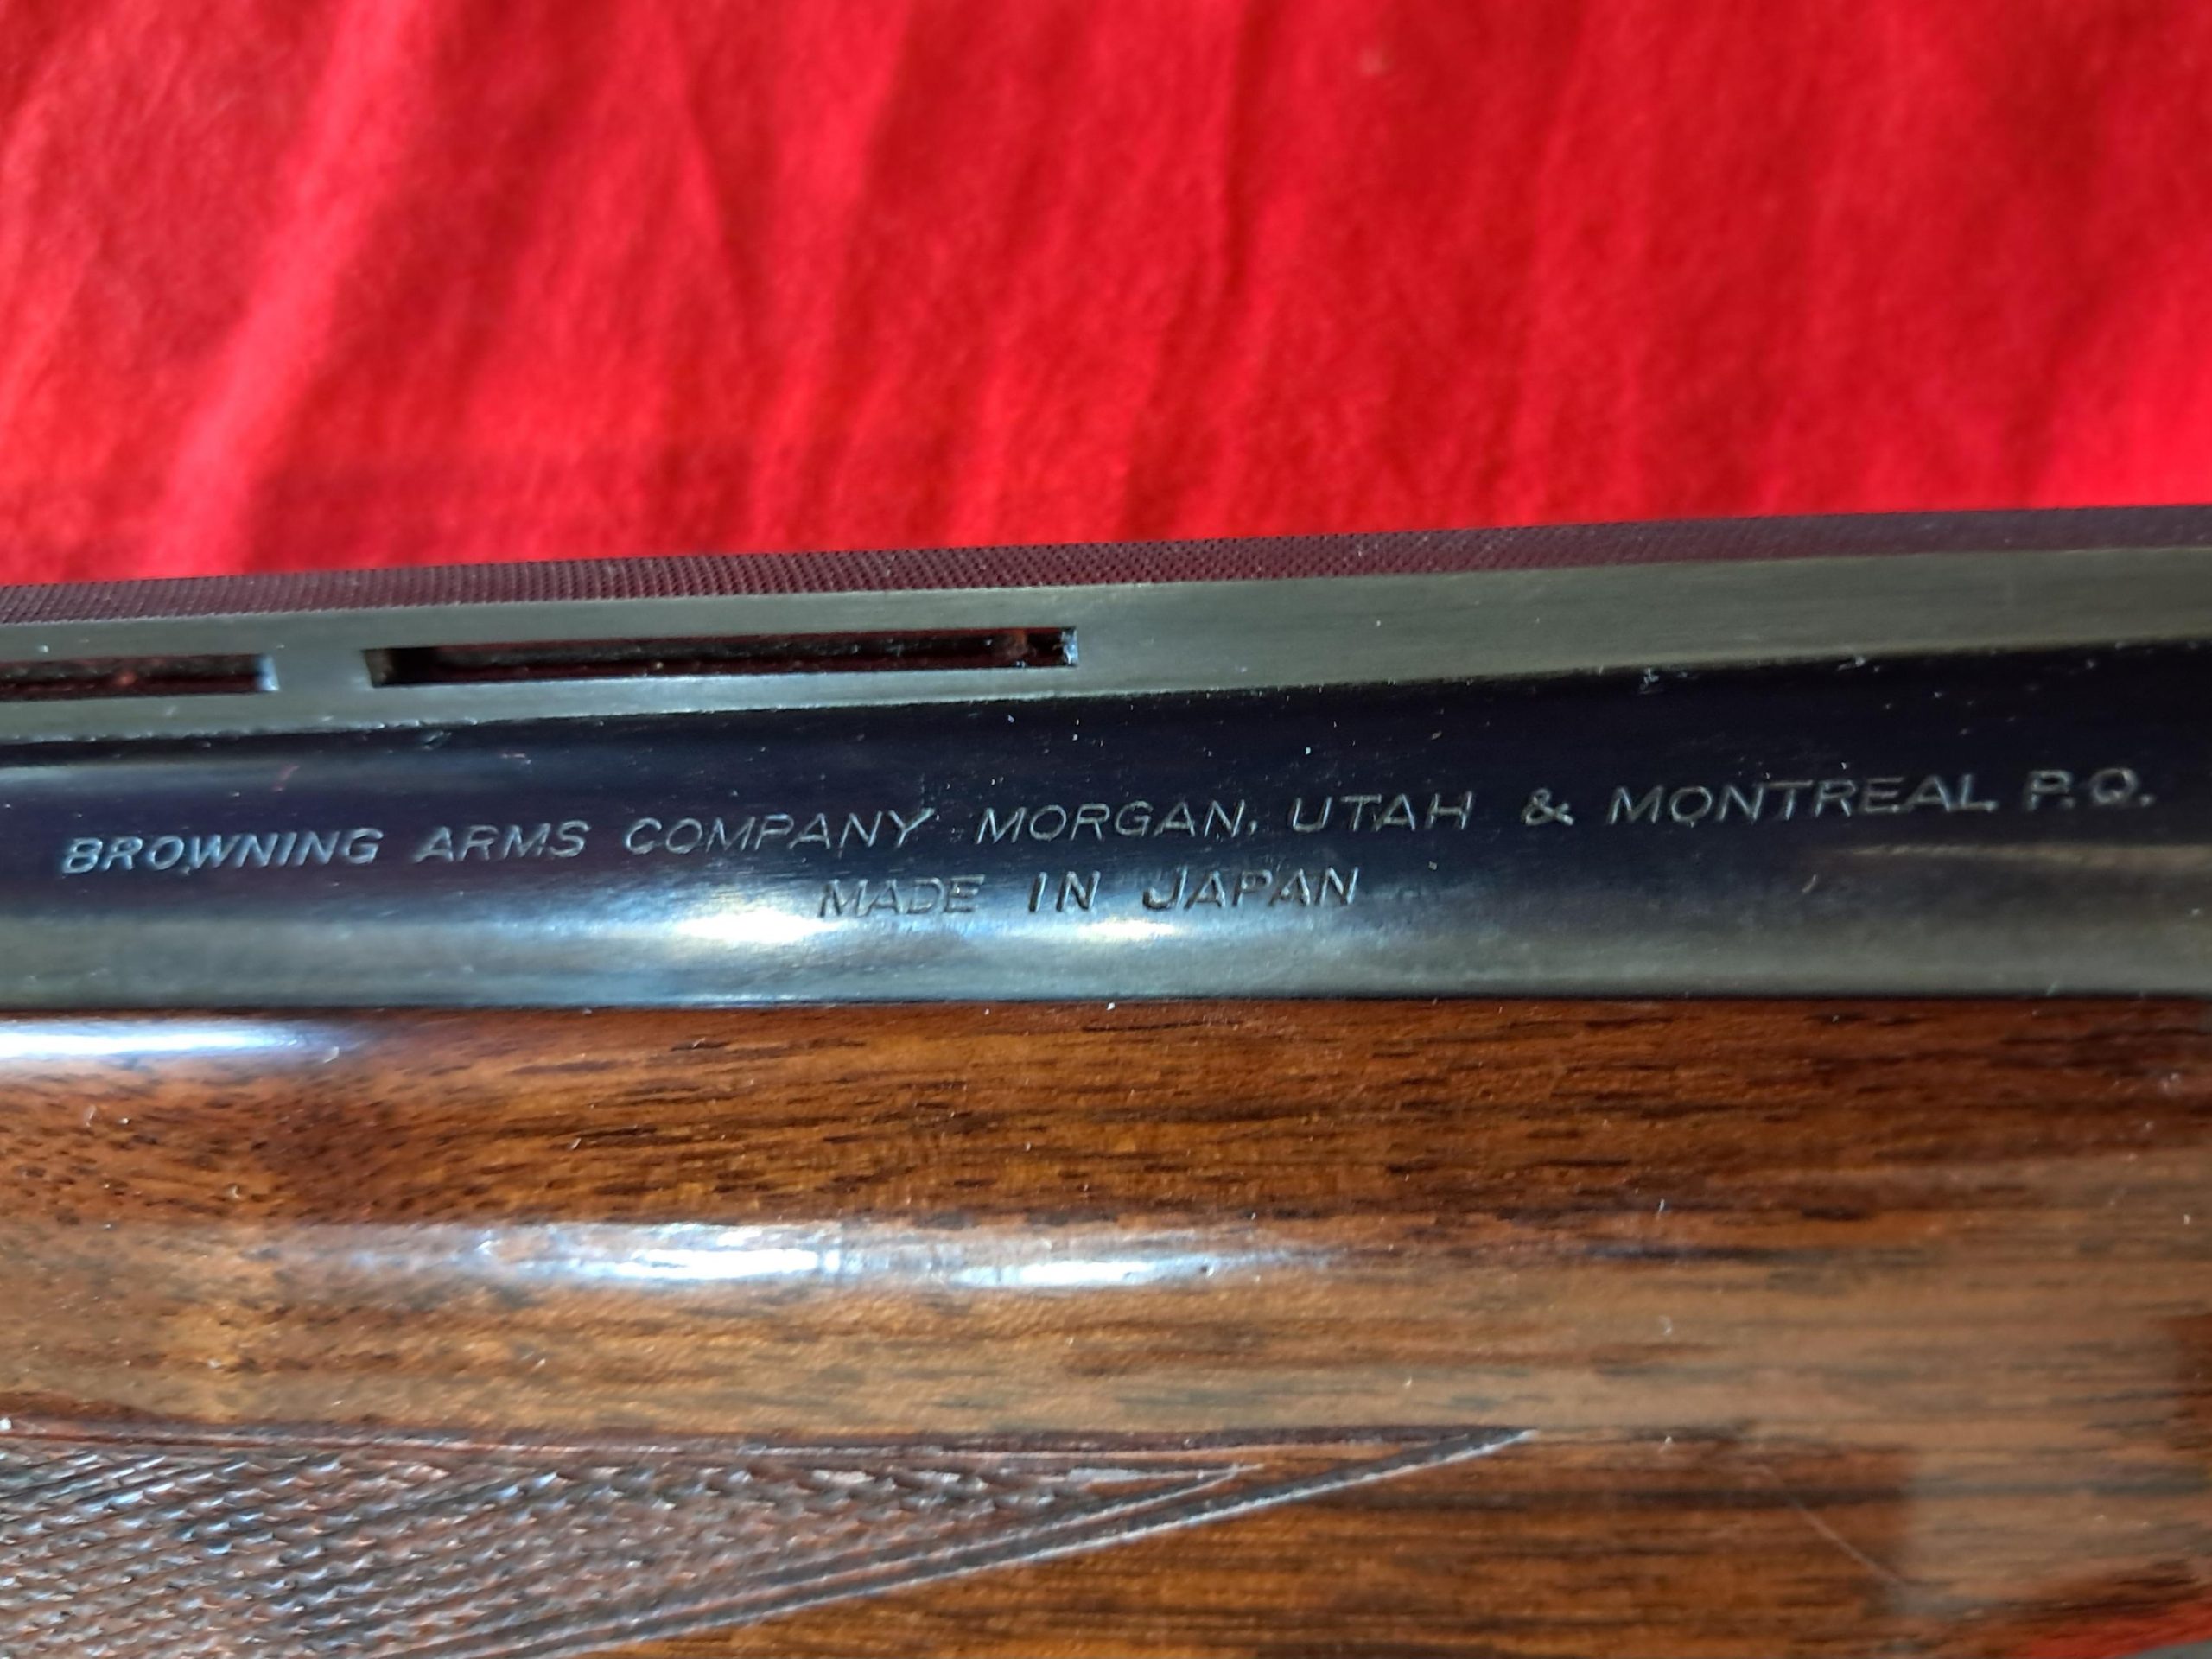 BROWNING ARMS COMPANY MORGAN, UTAH & MONTREAL P.Q.
MADE IN JAPAN